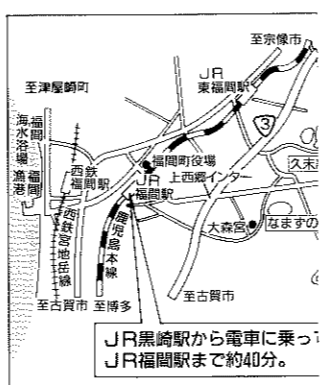 至宗像市
JR
東福間駅
至津屋崎町
③
福間
海水浴場
福間
漁港
福間町役場
上西郷インター
久末
西鉄
福間駅
JR
福間駅
大森宮
なまずの
西鉄宮地岳線
鹿児島本線
至古賀市
至博多
至古賀市
JR黒崎駅から電車に乗って
JR福間駅まで約40分。